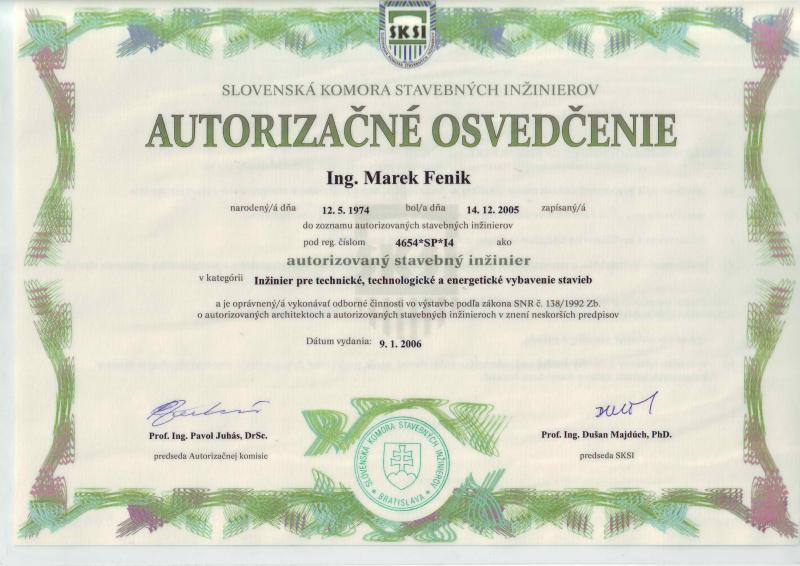 SKSI
SLOVENSKÁ KOMORA STAVEBNÝCH INŽINIEROV
AUTORIZAČNÉ OSVEDČENIE
Ing. Marek Fenik
narodený/á dňa 12. 5. 1974 bol/a dňa 14. 12. 2005 zapísaný/á
do zoznamu autorizovaných stavebných inžinierov
pod reg. číslom 4654*SP*I4 ako
autorizovaný stavebný inžinier
v kategórii Inžinier pre technické, technologické a energetické vybavenie stavieb
a je oprávnený/á vykonávať odborné činnosti vo výstavbe podľa zákona SNR č. 138/1992 Zb.
o autorizovaných architektoch a autorizovaných stavebných inžinieroch v znení neskorších predpisov
Dátum vydania: 9. 1. 2006
Prof. Ing. Pavol Juhás, DrSc.
predseda Autorizačnej komisie
SLOVENSKÁ KOMORA STAVEBNÝCH INŽINIEROV
* BRATISLAVA *
Prof. Ing. Dušan Majdúch, PhD.
predseda SKSI